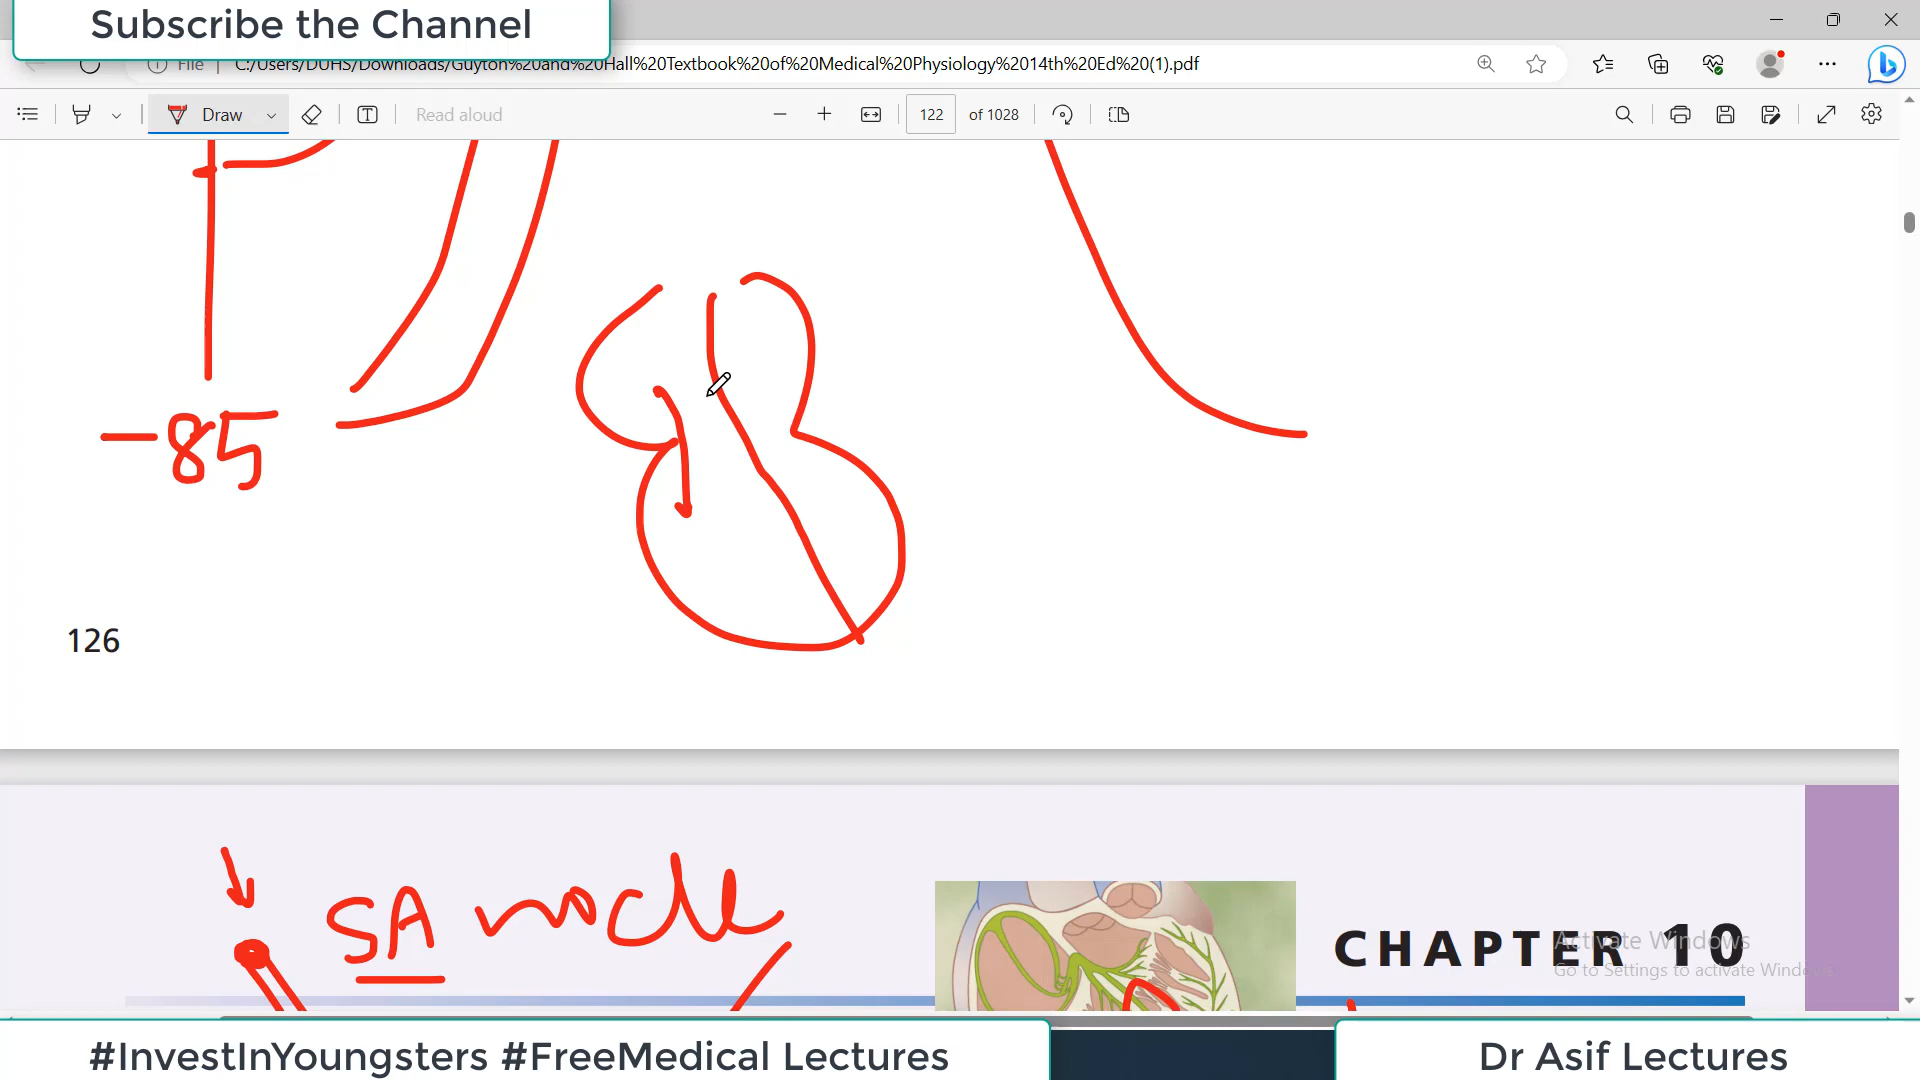 Subscribe the Channel
File
C:/Users/DUHS/Downloads/Guyton%20and%20Hall%20Textbook%20of%20Medical%20Physiology%2014th%20Ed%20(1).pdf
Draw
Read aloud
122 of 1028
-85
126
SA node
CHAPTER 10
Activate Windows
Go to Settings to activate Windows.
#InvestInYoungsters #FreeMedical Lectures
Dr Asif Lectures